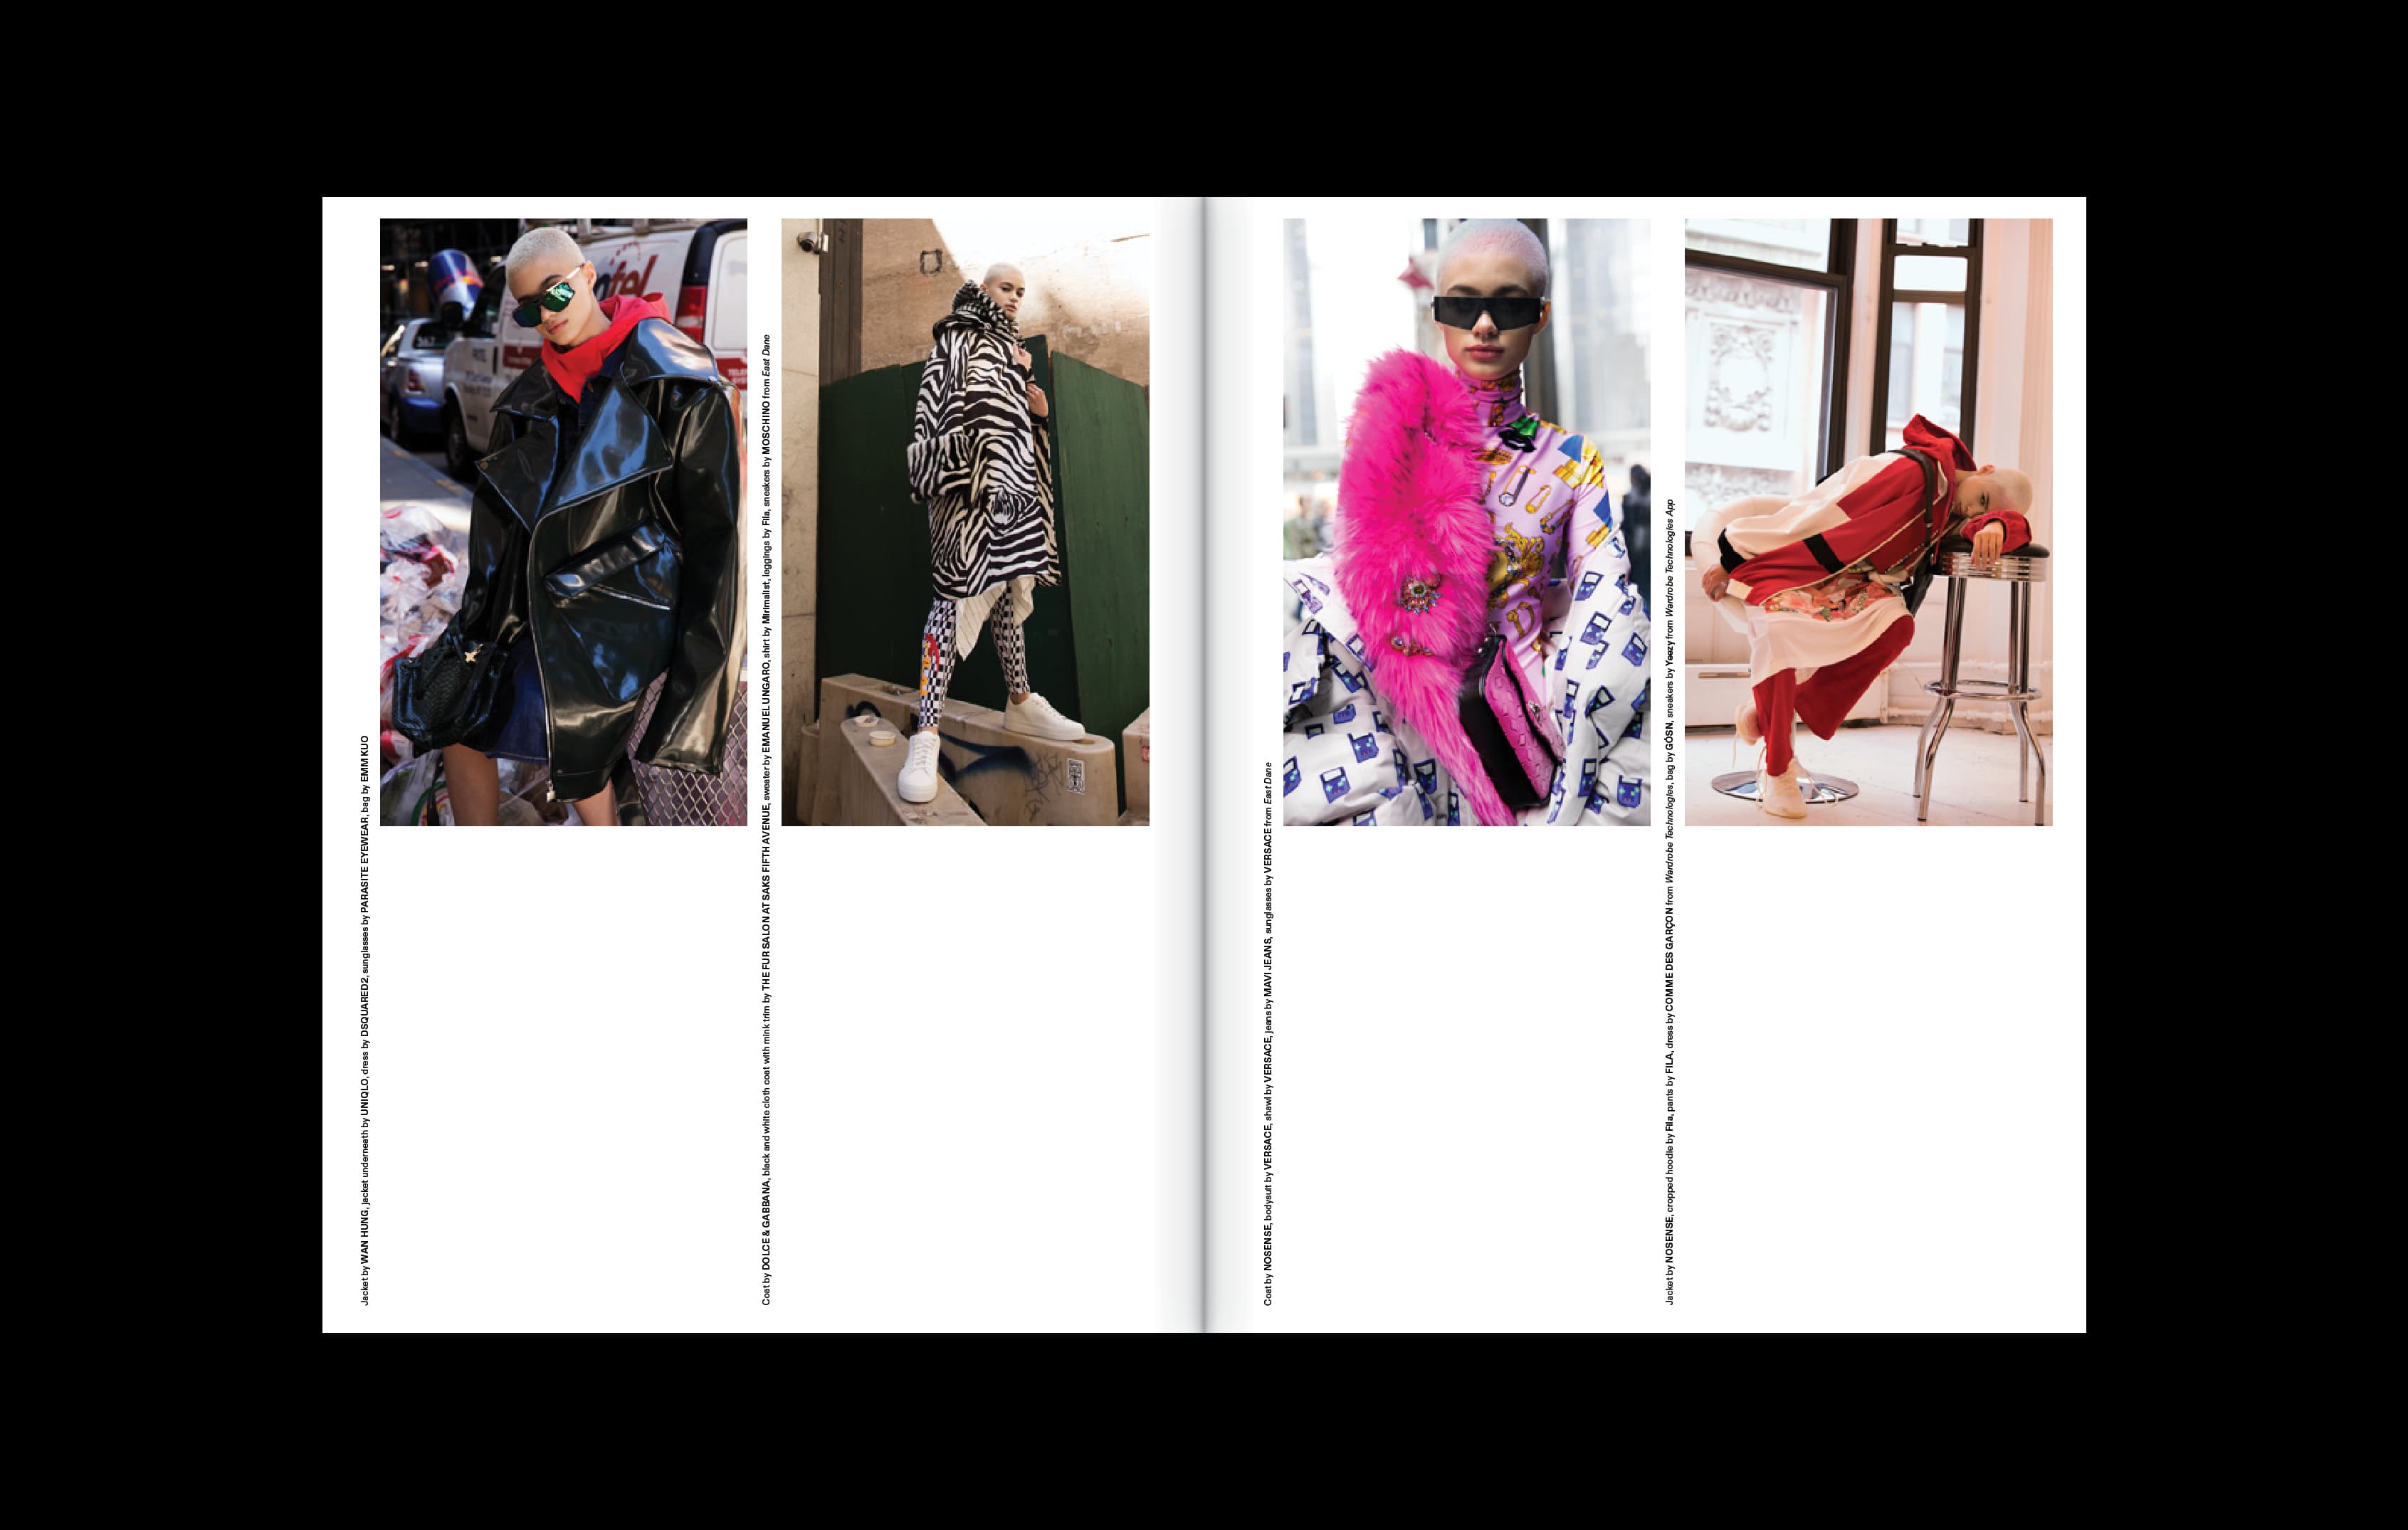 Jacket by WAN HUNG, jacket underneath by UNIQLO, dress by DSQUARED2, sunglasses by PARASITE EYEWEAR, bag by EMM KUO
Coat by DOLCE & GABBANA, black and white cloth coat with mink trim by THE FUR SALON AT SAKS FIFTH AVENUE, sweater by EMANUEL UNGARO, shirt by Minimalist, leggings by Fila, sneakers by MOSCHINO from East Dane
Coat by NOSENSE, bodysuit by VERSACE, shawl by VERSACE, jeans by MAVI JEANS, sunglasses by VERSACE from East Dane
Jacket by NOSENSE, cropped hoodie by Fila, pants by FILA, dress by COMME DES GARÇON from Wardrobe Technologies, bag by GÓSN, sneakers by Yeezy from Wardrobe Technologies App